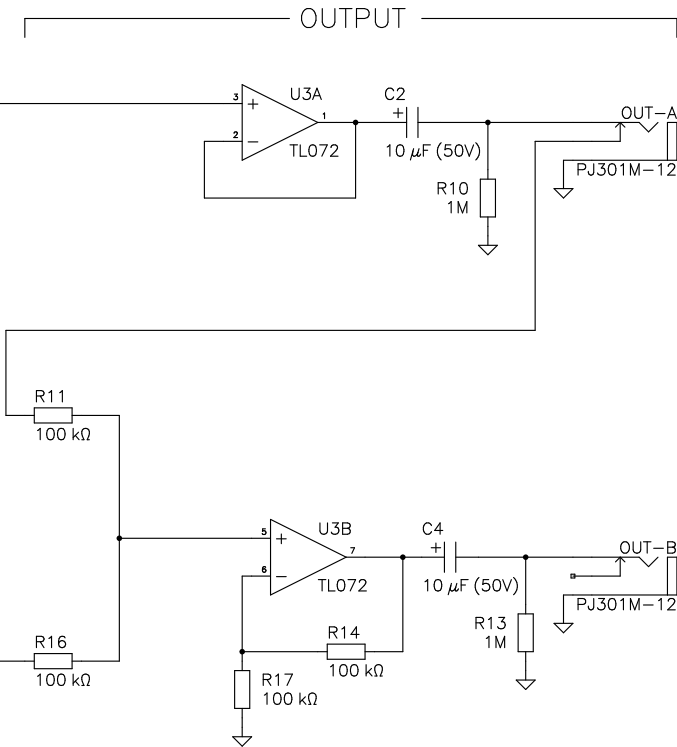 OUTPUT
3
U3A
1
2
TL072
C2
+
10 µF (50V)
OUT-A
PJ301M-12
R10
1M
R11
100 kΩ
5
U3B
7
6
TL072
C4
+
10 µF (50V)
OUT-B
PJ301M-12
R13
1M
R14
100 kΩ
R16
100 kΩ
R17
100 kΩ